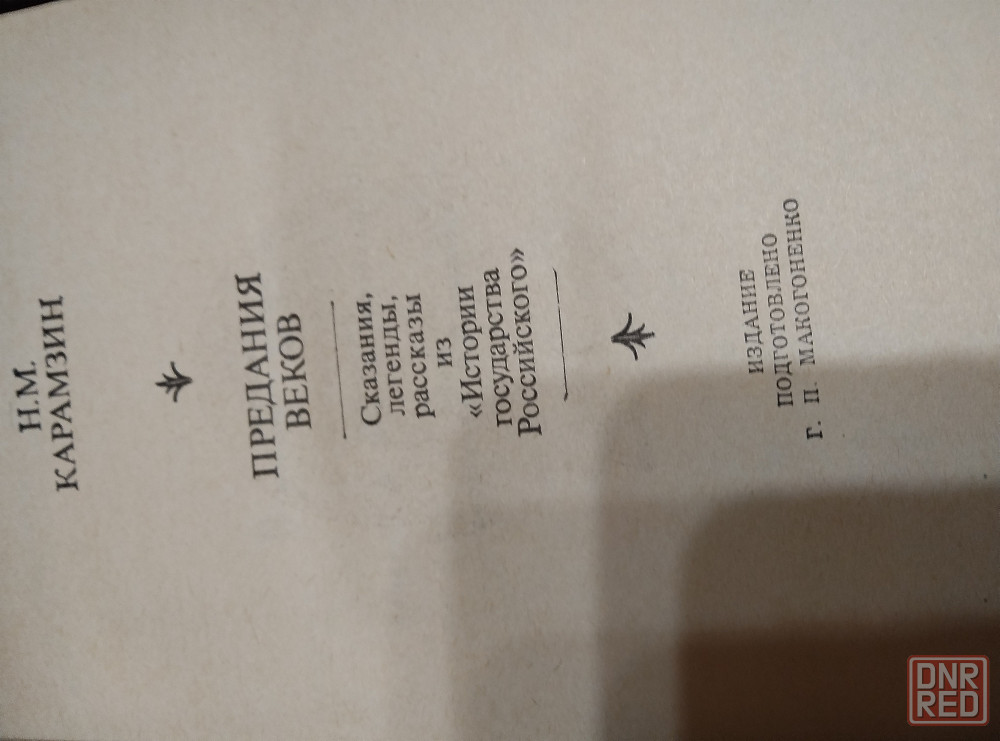 Н.М.
КАРАМЗИН
ПРЕДАНИЯ
ВЕКОВ
Сказания,
легенды,
рассказы
из
«Истории
государства
Российского»
ИЗДАНИЕ
ПОДГОТОВЛЕНО
Г. П. МАКОГОНЕНКО
DNR
RED